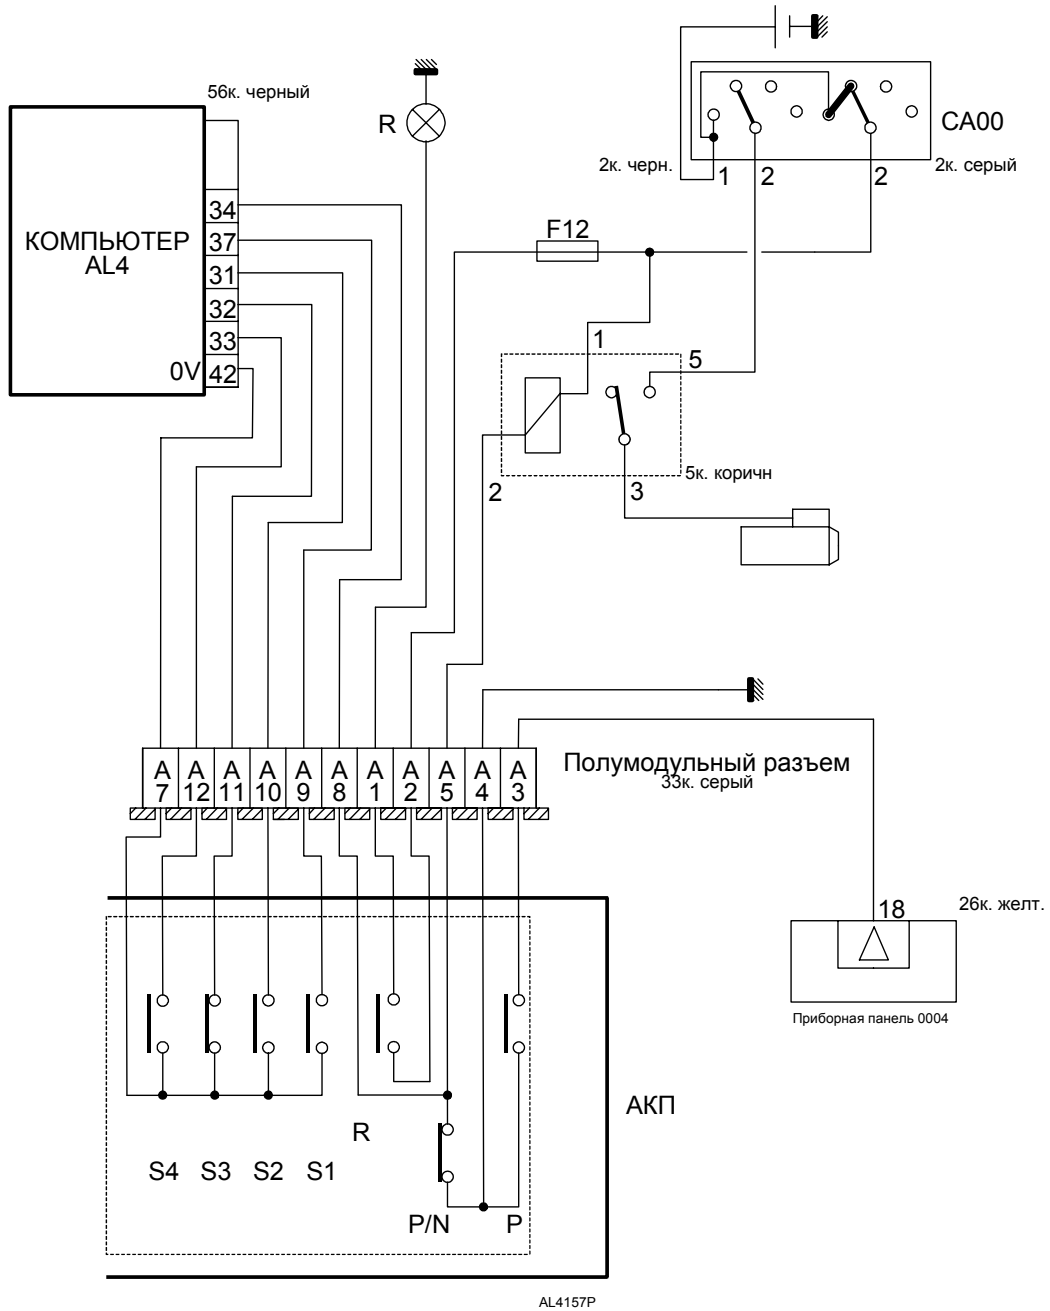 56к. черный
R
CA00
2к. черн.
1
2
2
2к. серый
34
КОМПЬЮТЕР
AL4
37
31
32
33
0V
42
F12
1
5
5к. коричн
2
3
A
7
A
12
A
11
A
10
A
9
A
8
A
1
A
2
A
5
A
4
A
3
Полумодульный разъем
33к. серый
18
26к. желт.
Приборная панель 0004
АКП
R
S4
S3
S2
S1
P/N
P
AL4157P